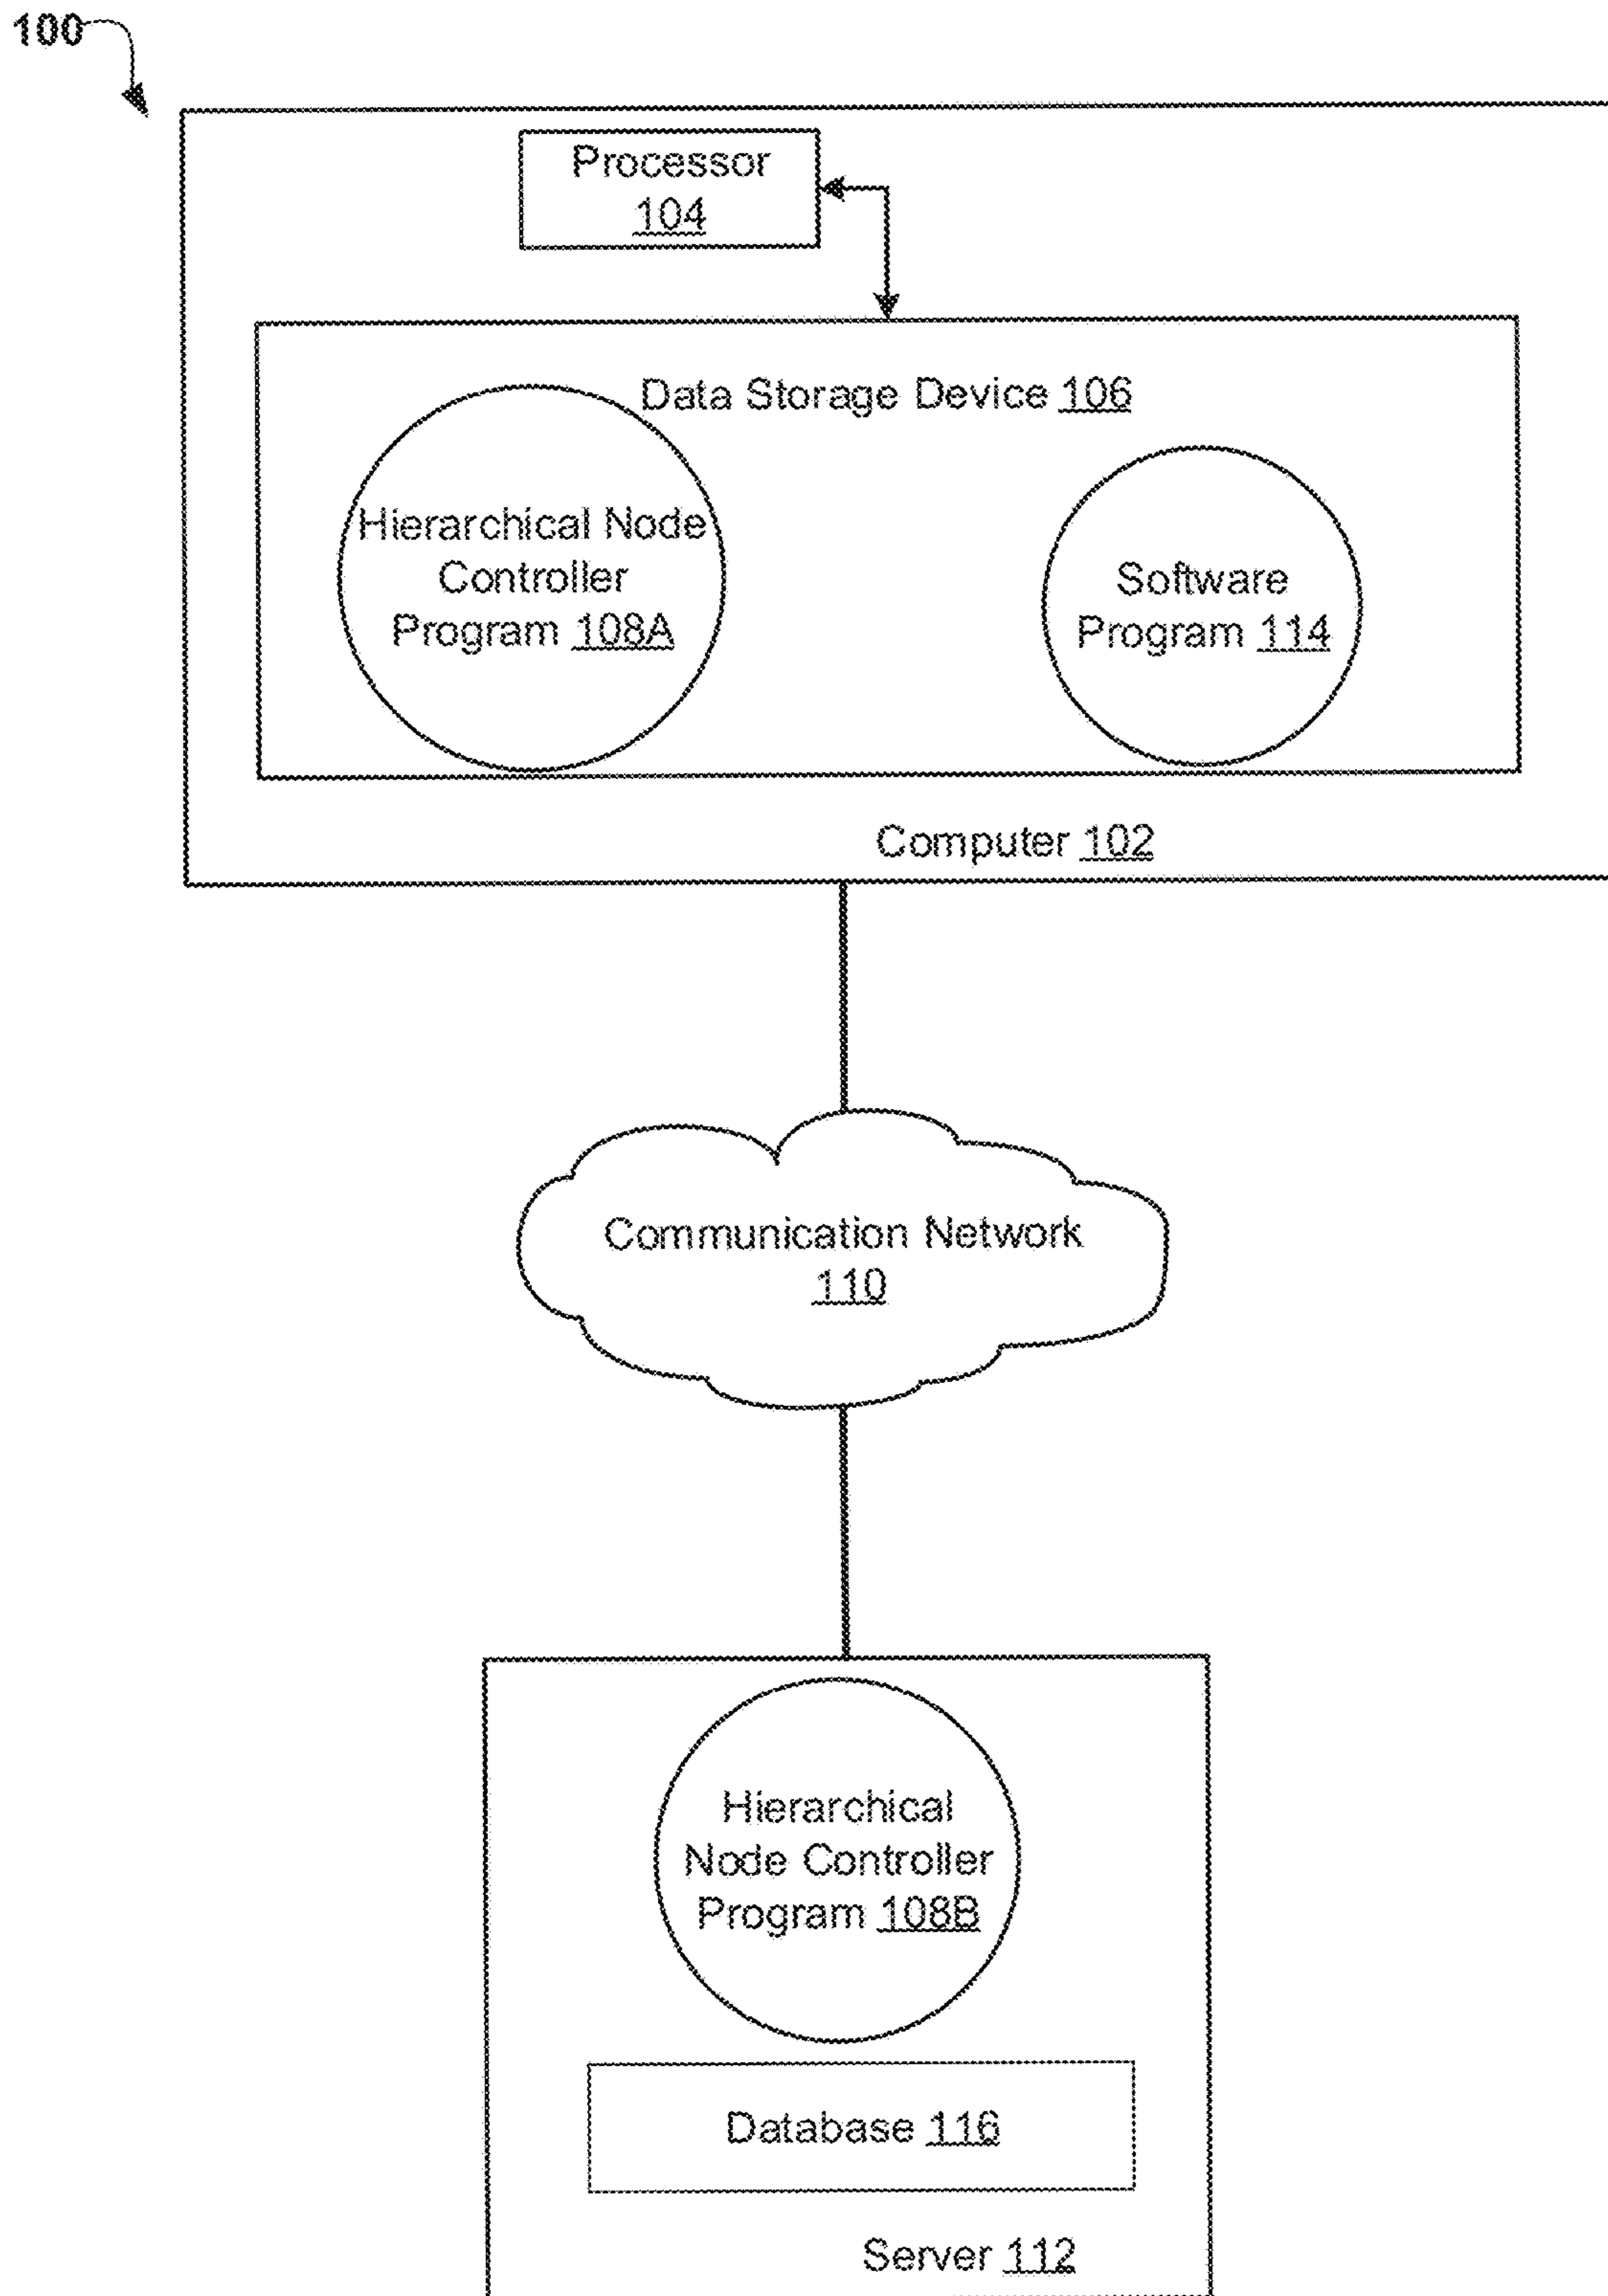 100
Processor
104
Data Storage Device 106
Hierarchical Node
Controller
Program 108A
Software
Program 114
Computer 102
Communication Network
110
Hierarchical
Node Controller
Program 108B
Database 116
Server 112